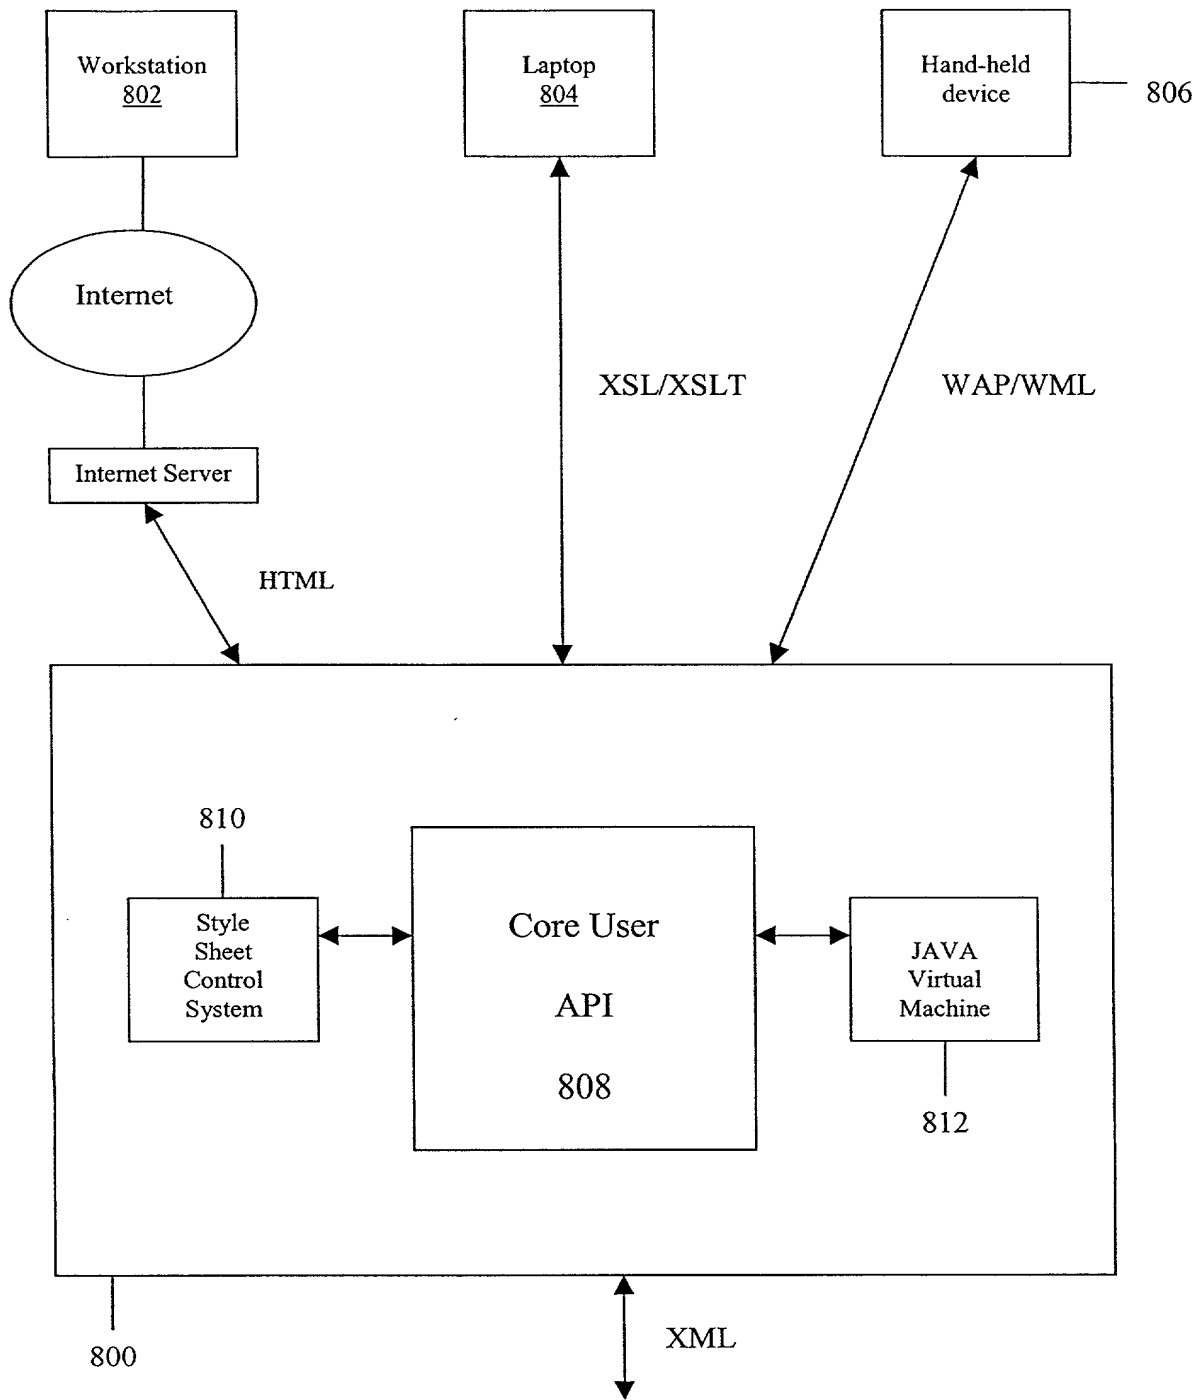 Workstation
802
Laptop
804
Hand-held
device
806
Internet
XSL/XSLT
WAP/WML
Internet Server
HTML
810
Style
Sheet
Control
System
Core User
API
808
JAVA
Virtual
Machine
812
800
XML